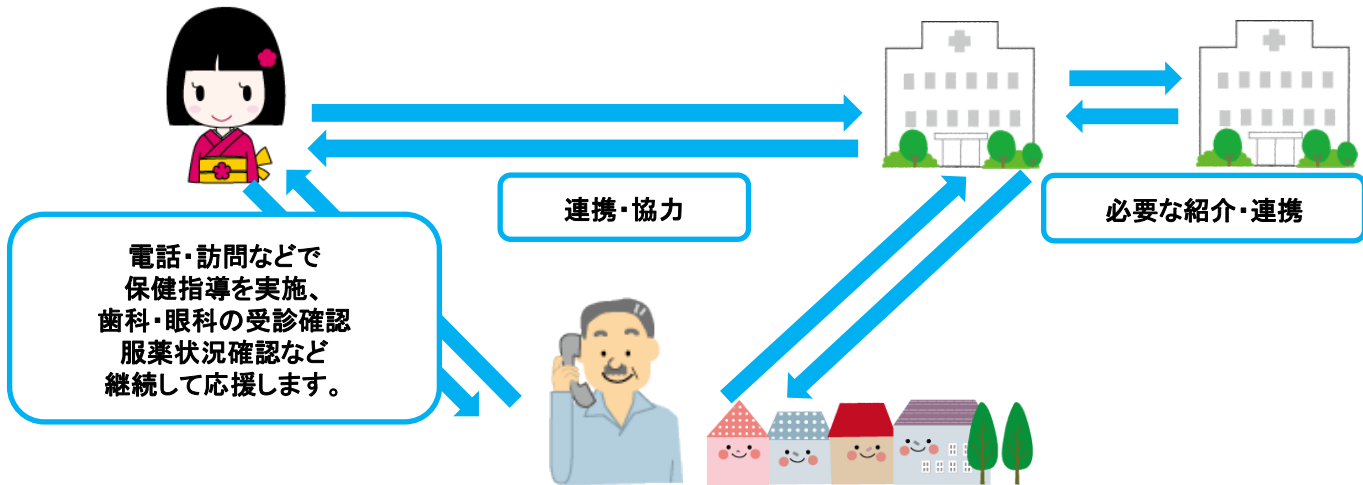 連携・協力
必要な紹介・連携
電話・訪問などで
保健指導を実施、
歯科・眼科の受診確認
服薬状況確認など
継続して応援します。